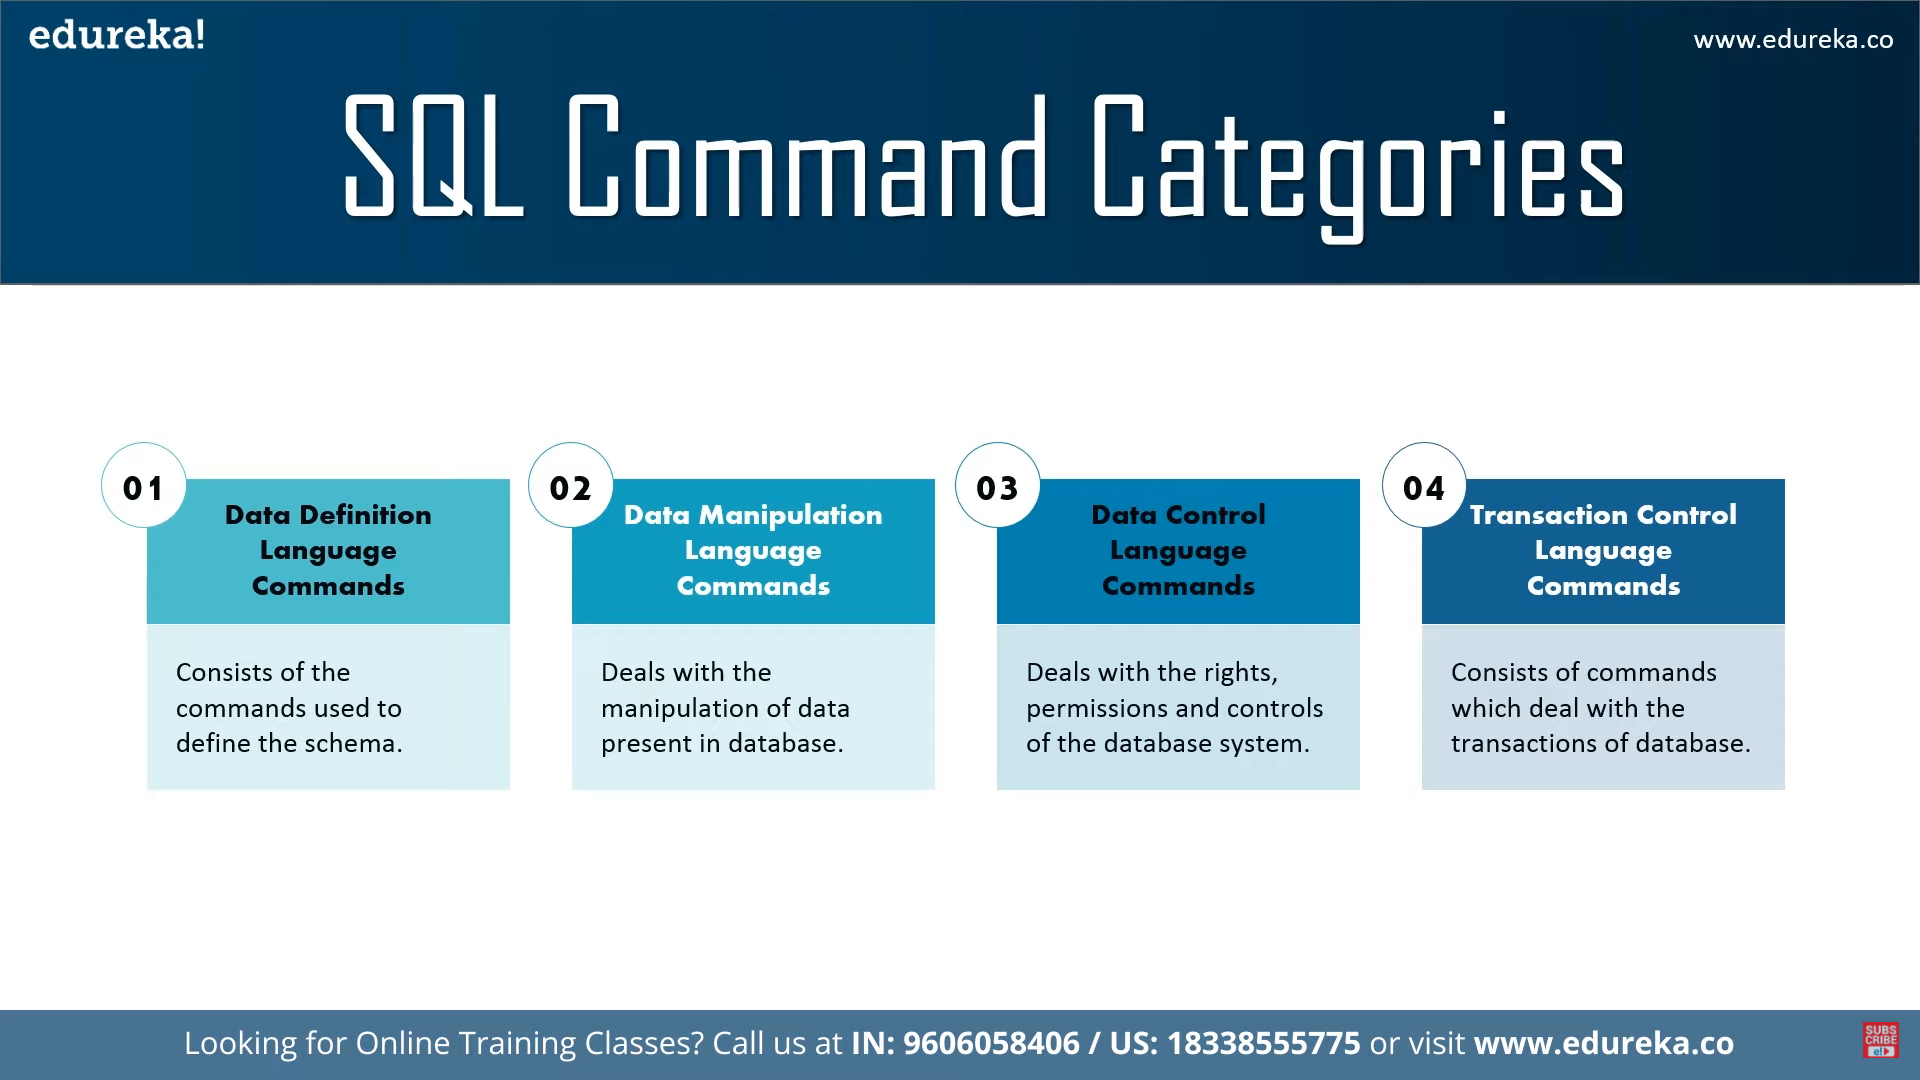 edureka!
www.edureka.co
SQL Command Categories
01
Data Definition
Language
Commands
Consists of the
commands used to
define the schema.
02
Data Manipulation
Language
Commands
Deals with the
manipulation of data
present in database.
03
Data Control
Language
Commands
Deals with the rights,
permissions and controls
of the database system.
04
Transaction Control
Language
Commands
Consists of commands
which deal with the
transactions of database.
Looking for Online Training Classes? Call us at IN: 9606058406 / US: 18338555775 or visit www.edureka.co
SUBS
CRIBE
e!